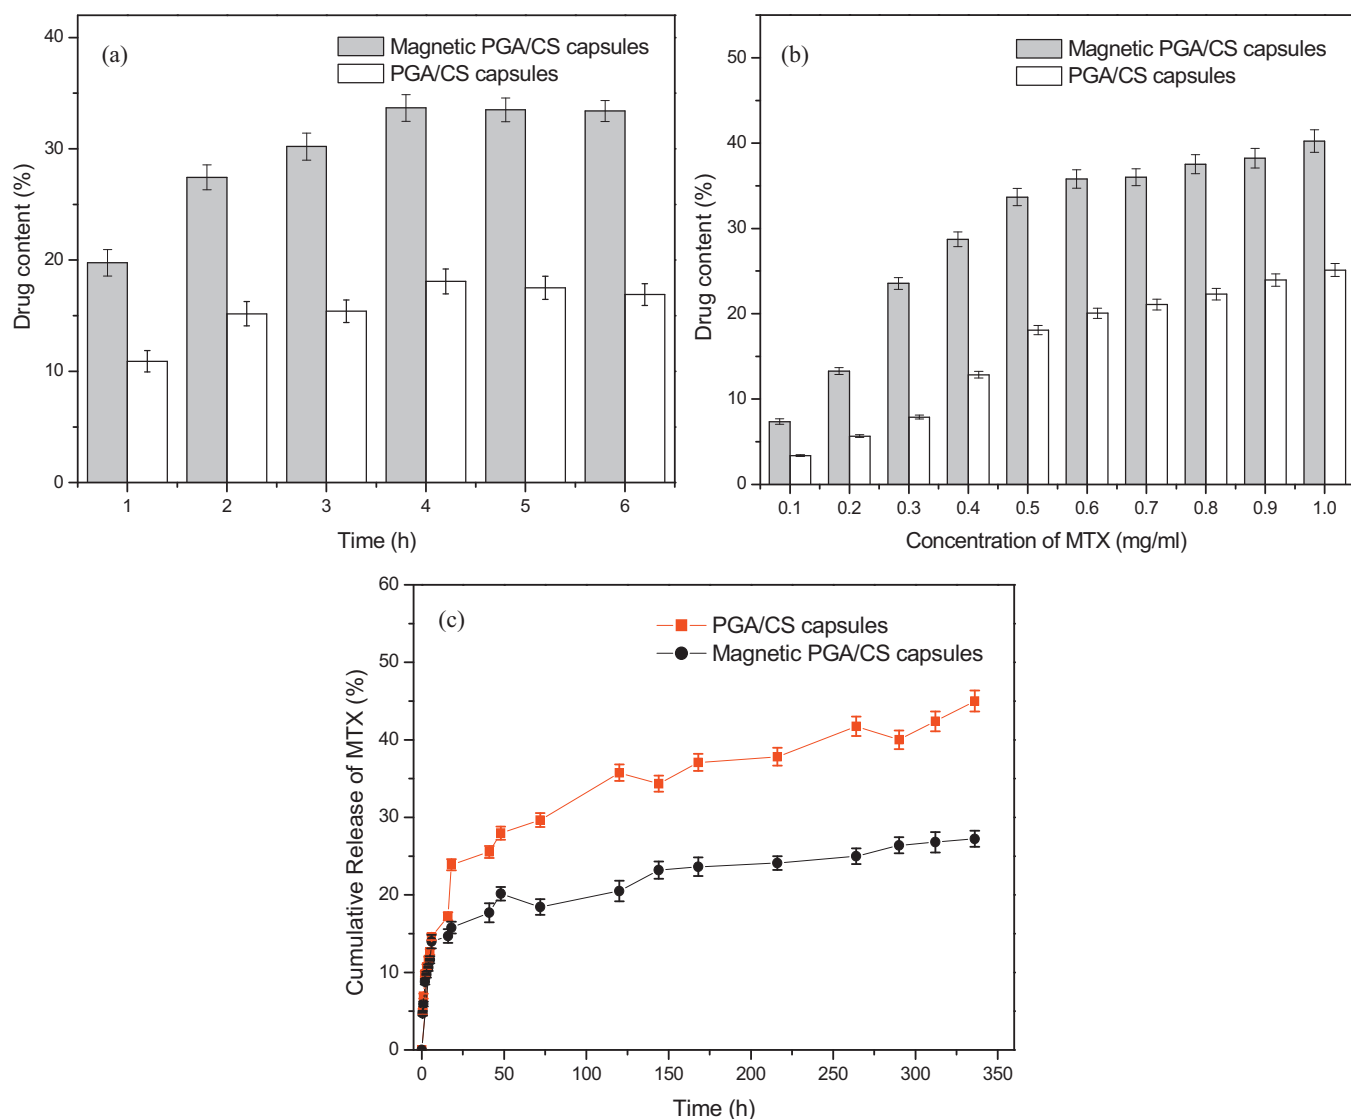 (a)
Magnetic PGA/CS capsules
PGA/CS capsules
Drug content (%)
40
30
20
10
0
1 2 3 4 5 6
Time (h)
(b)
Magnetic PGA/CS capsules
PGA/CS capsules
Drug content (%)
50
40
30
20
10
0
0.1 0.2 0.3 0.4 0.5 0.6 0.7 0.8 0.9 1.0
Concentration of MTX (mg/ml)
(c)
PGA/CS capsules
Magnetic PGA/CS capsules
Cumulative Release of MTX (%)
60
50
40
30
20
10
0
0 50 100 150 200 250 300 350
Time (h)